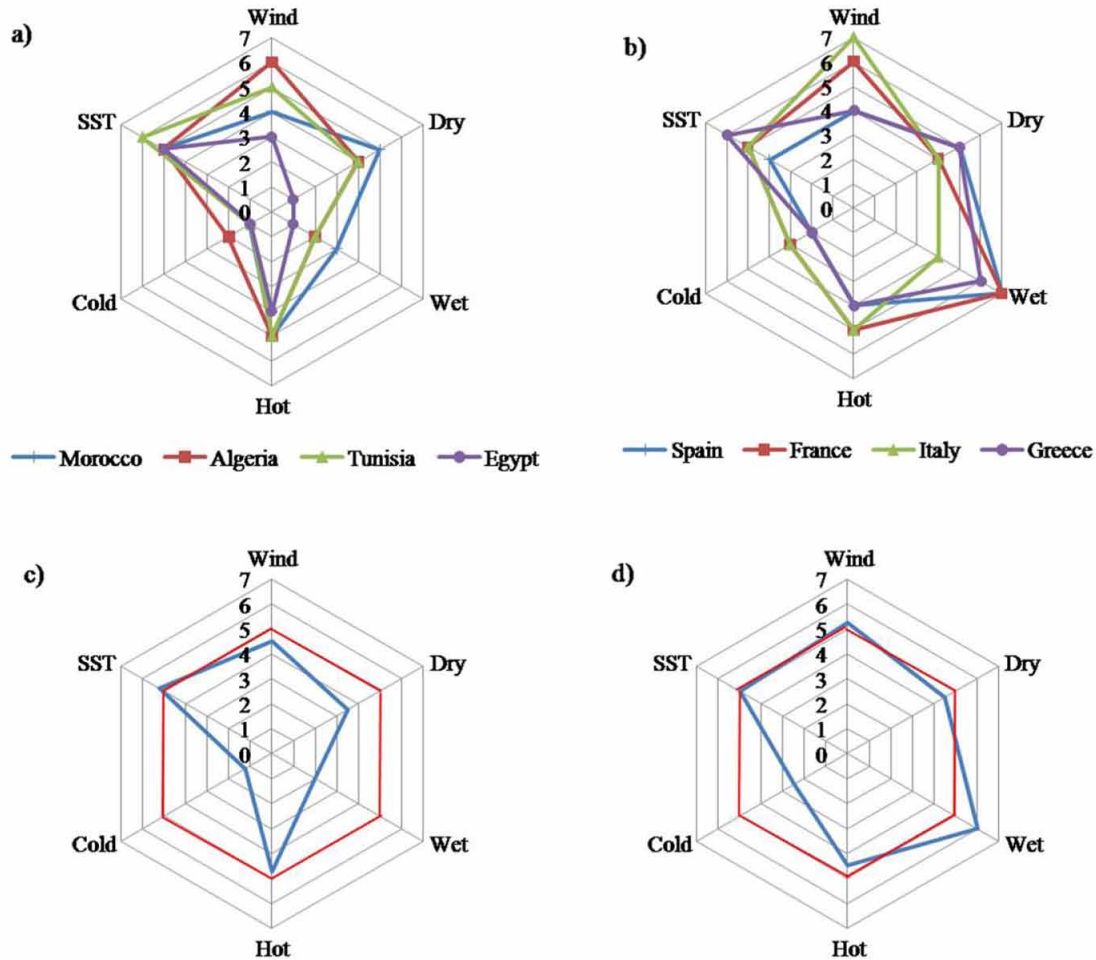 a)
Wind
7
6
5
4
3
2
1
0
SST
Dry
Cold
Wet
Hot
Morocco Algeria Tunisia Egypt
b)
Wind
7
6
5
4
3
2
1
0
SST
Dry
Cold
Wet
Hot
Spain France Italy Greece
c)
Wind
7
6
5
4
3
2
1
0
SST
Dry
Cold
Wet
Hot
d)
Wind
7
6
5
4
3
2
1
0
SST
Dry
Cold
Wet
Hot